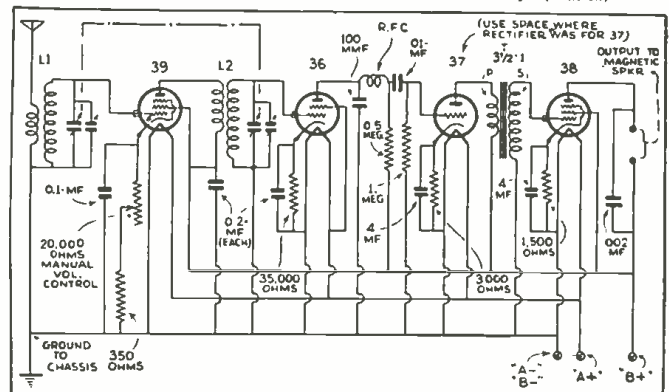 (USE SPACE WHERE
RECTIFIER WAS FOR 37)
OUTPUT TO
MAGNETIC
SPKR
L1
39
L2
36
100
MMF
R.F.C
.01-
MF
37
3½:1
P
S
38
0.1-MF
20,000
OHMS
MANUAL
VOL.
CONTROL
0.2-
MF
(EACH)
0.5
MEG
1.
MEG
4
MF
4
MF
35,000
OHMS
3,000
OHMS
1,500
OHMS
.002
MF
GROUND
TO
CHASSIS
350
OHMS
"A-"
"B-"
"A+"
"B+"